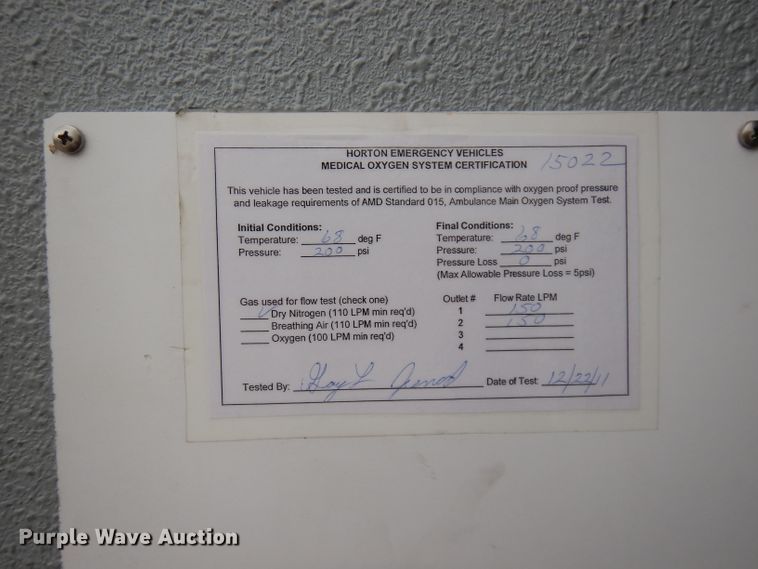 HORTON EMERGENCY VEHICLES
MEDICAL OXYGEN SYSTEM CERTIFICATION 15022
This vehicle has been tested and is certified to be in compliance with oxygen proof pressure
and leakage requirements of AMD Standard 015, Ambulance Main Oxygen System Test.
Initial Conditions:
Temperature: 68 deg F
Pressure: 200 psi
Final Conditions:
Temperature: 68 deg F
Pressure: 200 psi
Pressure Loss 0 psi
(Max Allowable Pressure Loss = 5psi)
Gas used for flow test (check one)
✓ Dry Nitrogen (110 LPM min req'd)
Breathing Air (110 LPM min req'd)
Oxygen (100 LPM min req'd)
Outlet # Flow Rate LPM
1 150
2 150
3
4
Tested By: Date of Test: 12/22/11
Purple Wave Auction